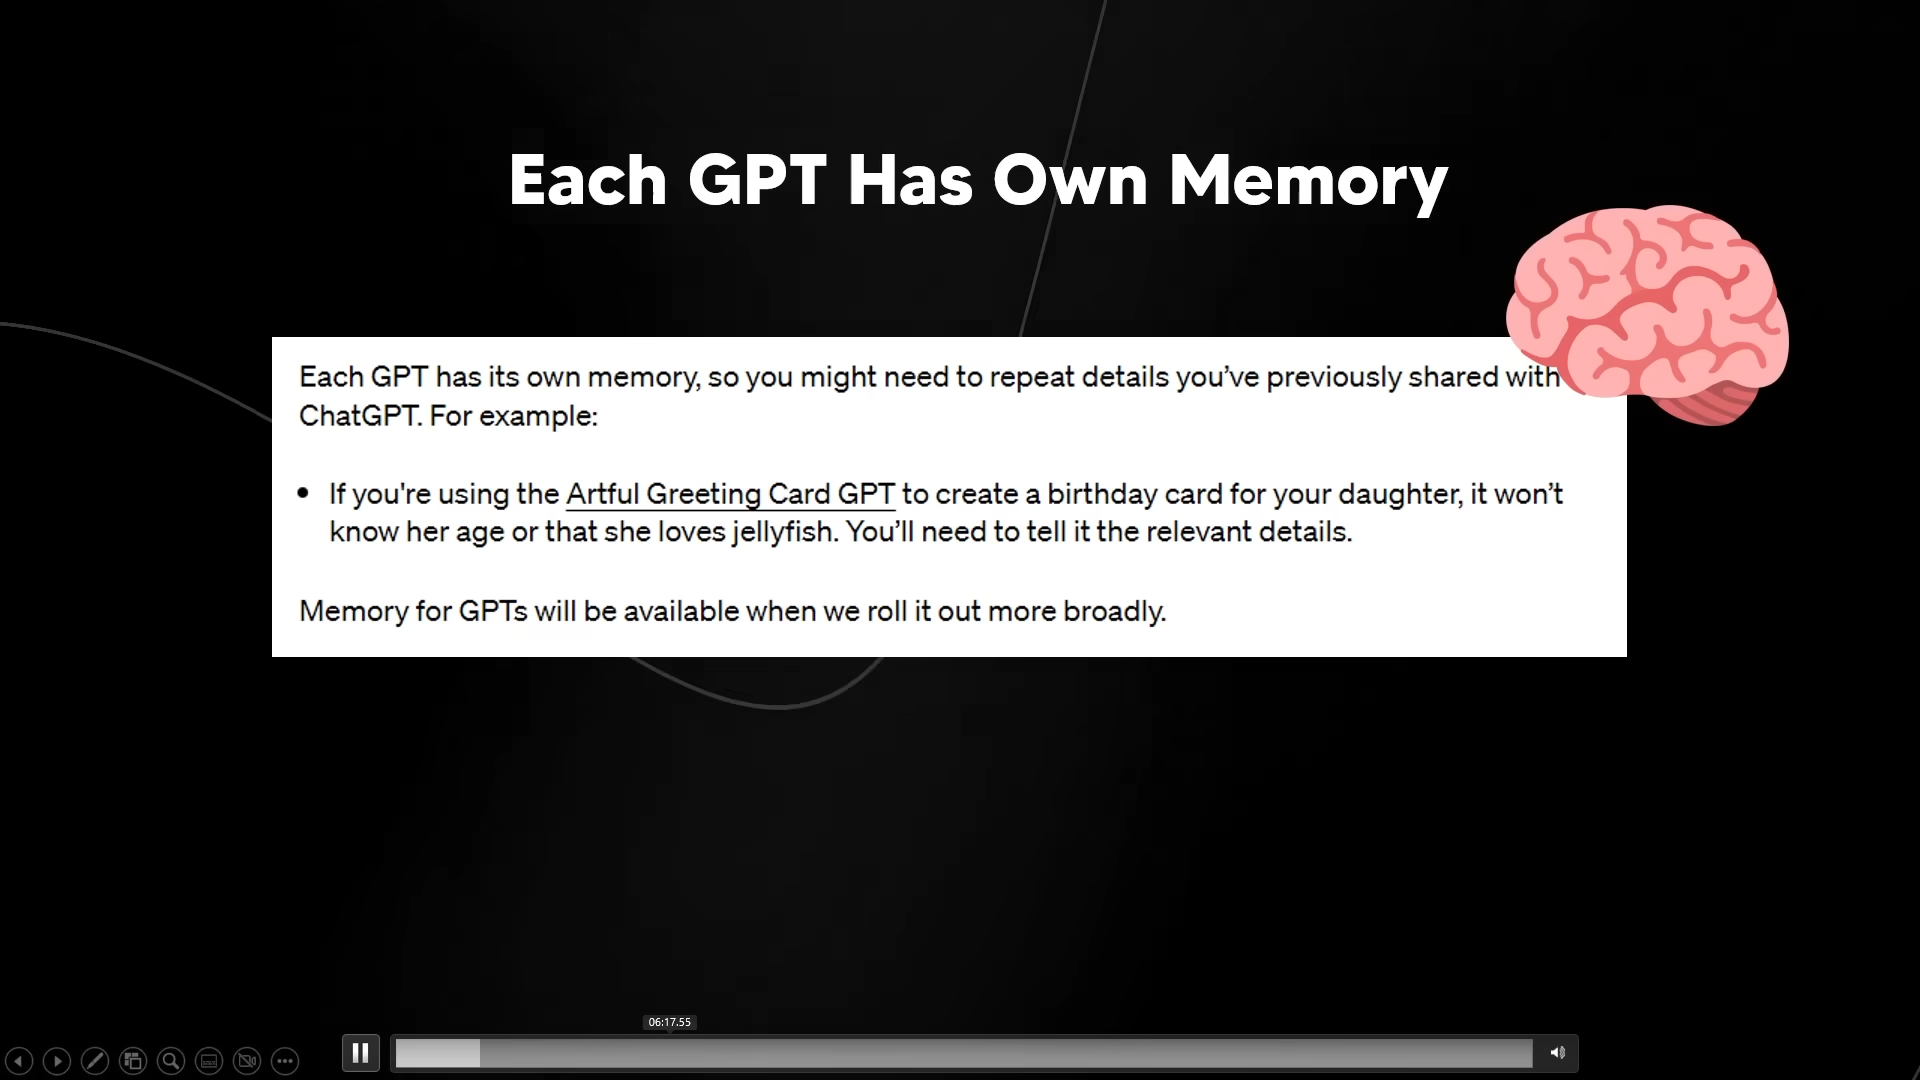 Each GPT Has Own Memory
Each GPT has its own memory, so you might need to repeat details you’ve previously shared with
ChatGPT. For example:
• If you're using the Artful Greeting Card GPT to create a birthday card for your daughter, it won’t
know her age or that she loves jellyfish. You’ll need to tell it the relevant details.
Memory for GPTs will be available when we roll it out more broadly.
06:17.55